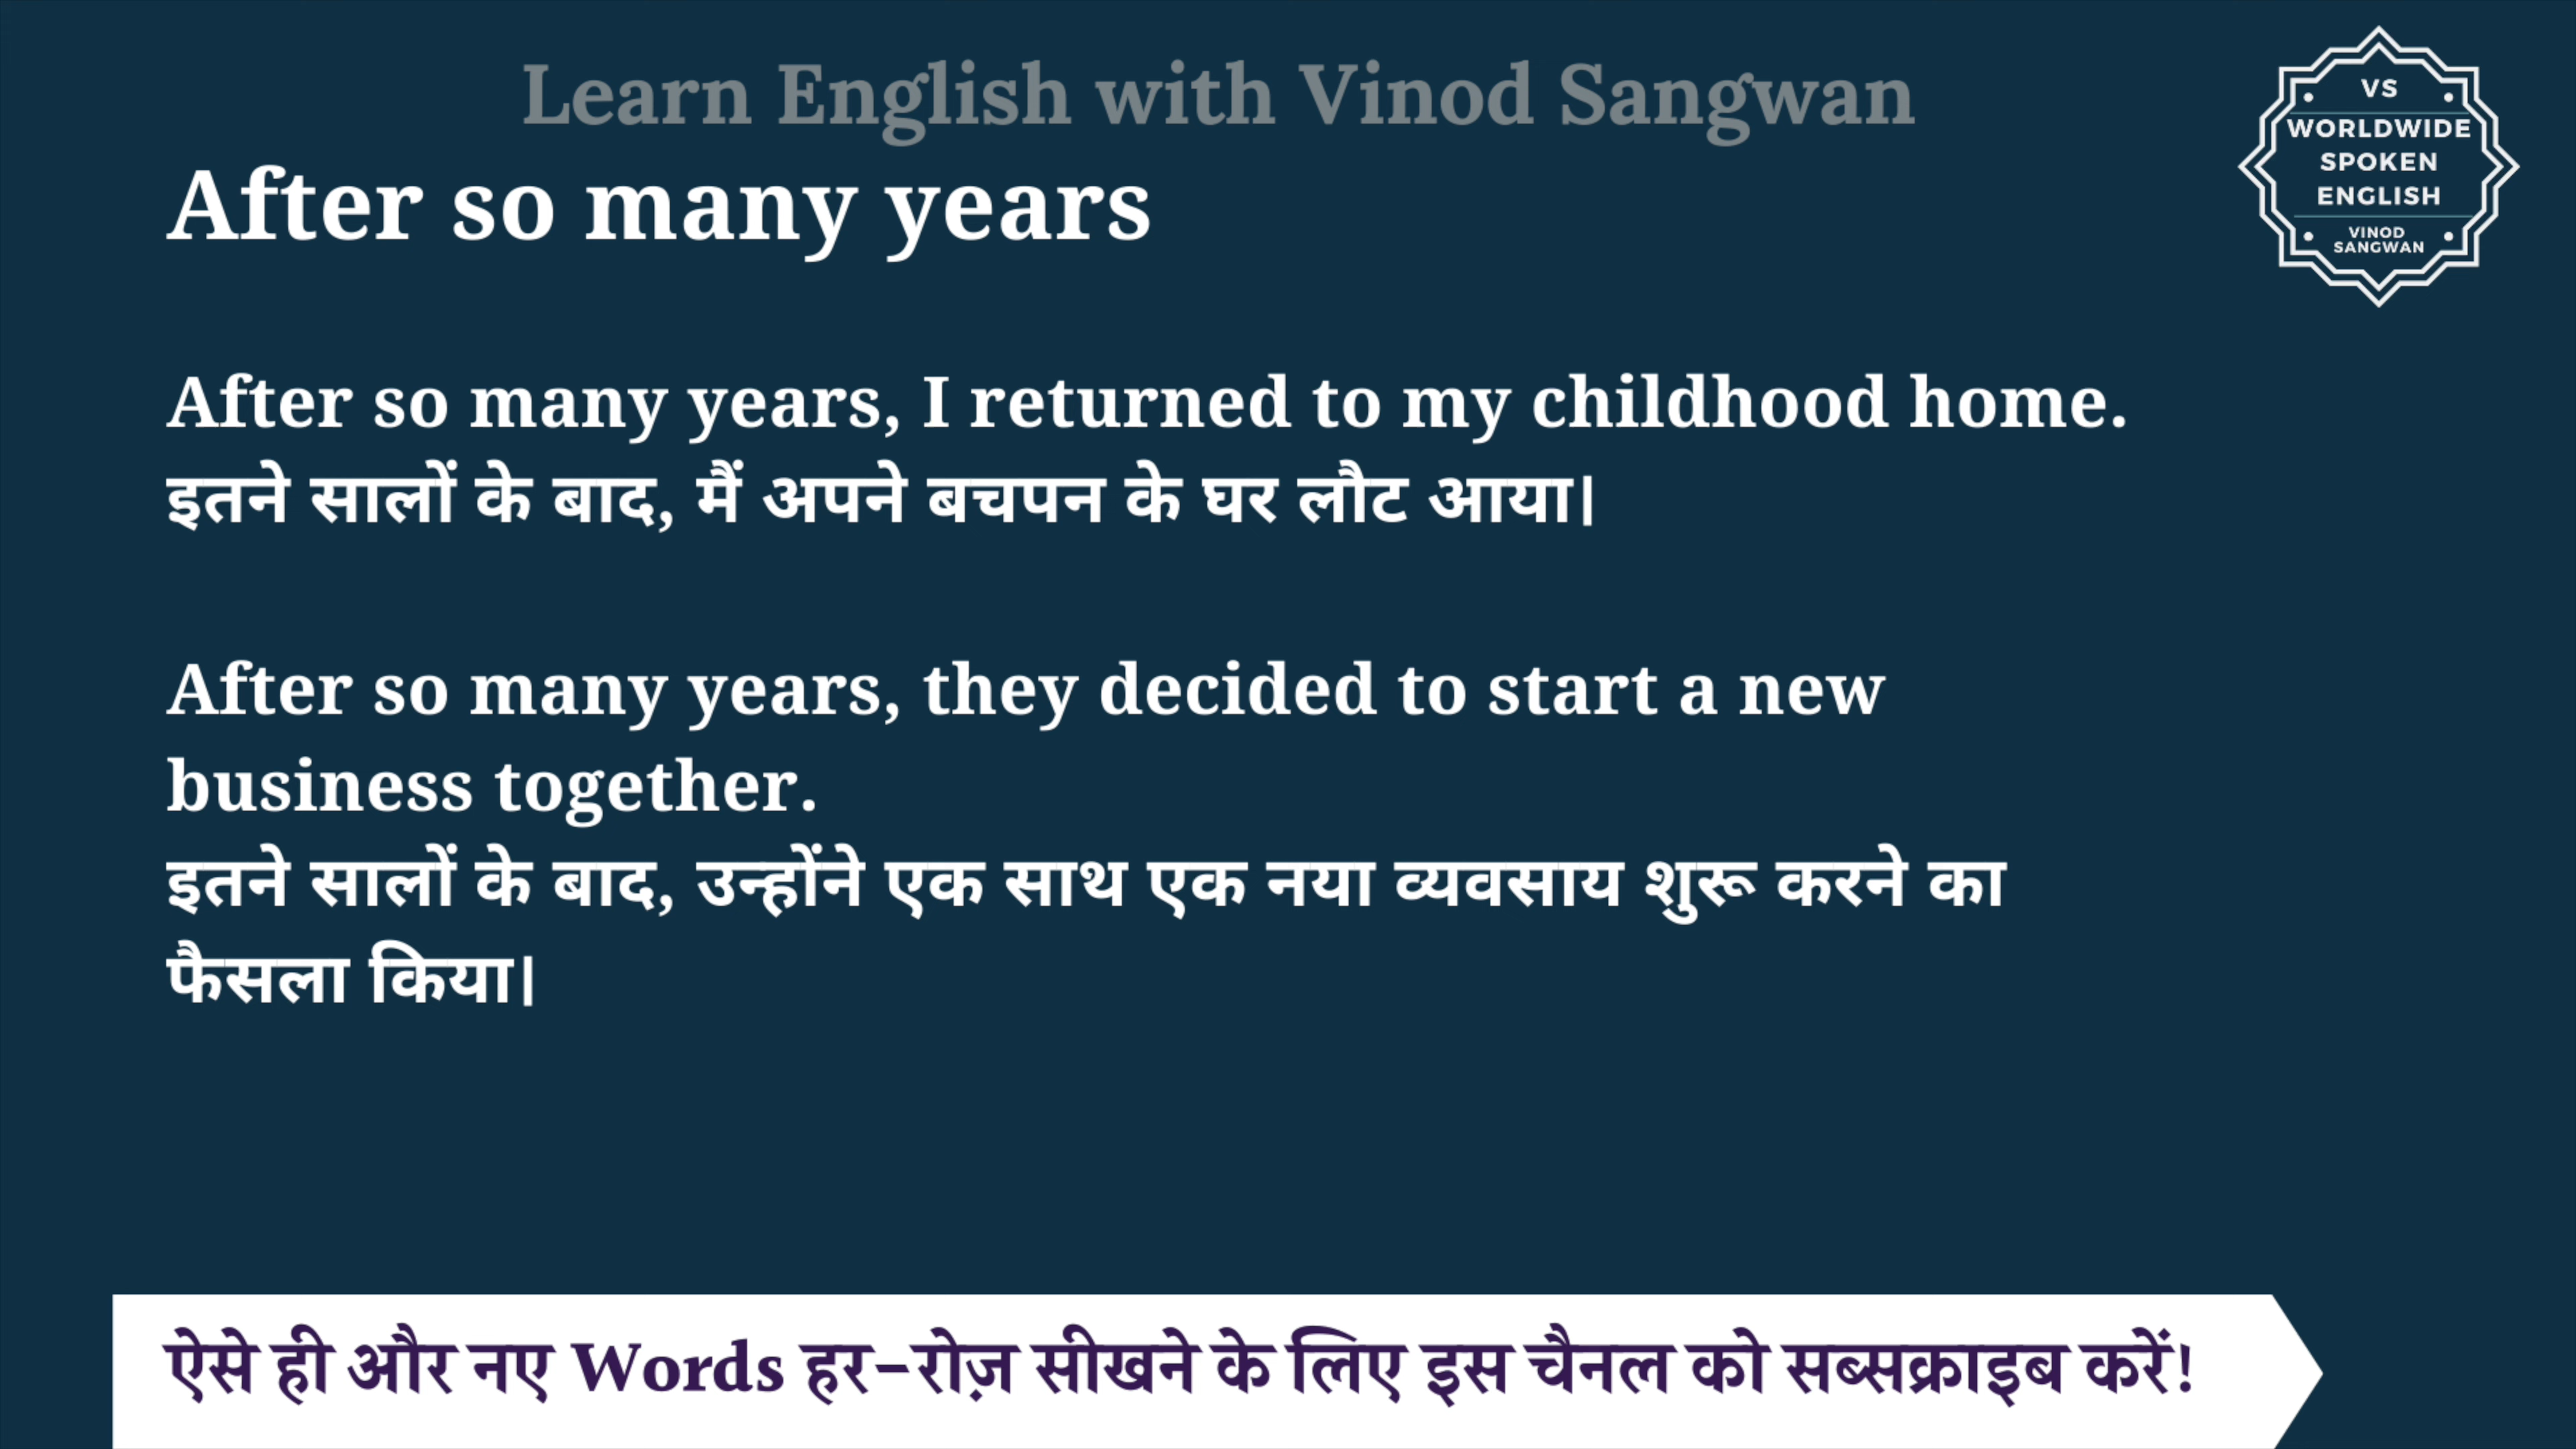 Learn English with Vinod Sangwan
VS
WORLDWIDE
SPOKEN
ENGLISH
VINOD
SANGWAN
After so many years
After so many years, I returned to my childhood home.
इतने सालों के बाद, मैं अपने बचपन के घर लौट आया।
After so many years, they decided to start a new
business together.
इतने सालों के बाद, उन्होंने एक साथ एक नया व्यवसाय शुरू करने का
फैसला किया।
ऐसे ही और नए Words हर-रोज़ सीखने के लिए इस चैनल को सब्सक्राइब करें!